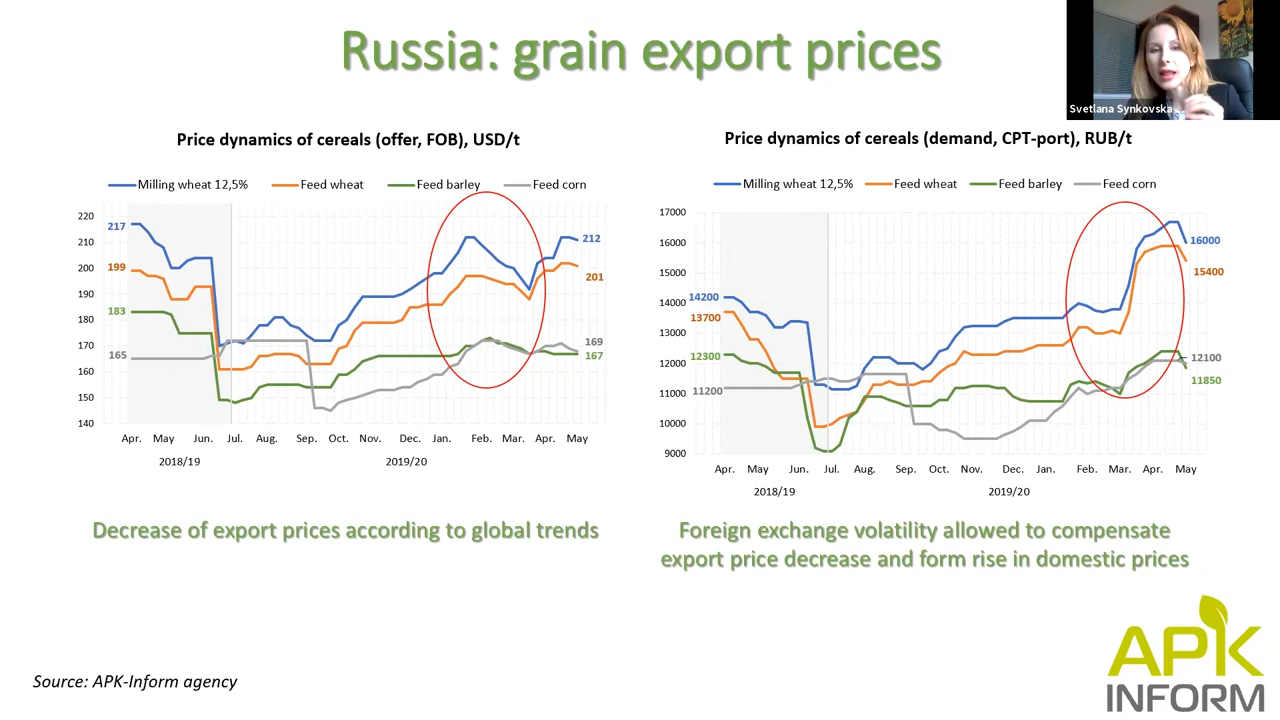 Russia: grain export prices
Svetlana Synkovska
Price dynamics of cereals (offer, FOB), USD/t
Milling wheat 12,5% Feed wheat Feed barley Feed corn
220
210
200
190
180
170
160
150
140
217
199
183
165
212
201
169
167
Apr. May Jun. Jul. Aug. Sep. Oct. Nov. Dec. Jan. Feb. Mar. Apr. May
2018/19 2019/20
Decrease of export prices according to global trends
Price dynamics of cereals (demand, CPT-port), RUB/t
Milling wheat 12,5% Feed wheat Feed barley Feed corn
17000
16000
15000
14000
13000
12000
11000
10000
9000
14200
13700
12300
11200
16000
15400
12100
11850
Apr. May Jun. Jul. Aug. Sep. Oct. Nov. Dec. Jan. Feb. Mar. Apr. May
2018/19 2019/20
Foreign exchange volatility allowed to compensate
export price decrease and form rise in domestic prices
Source: APK-Inform agency
APK
INFORM